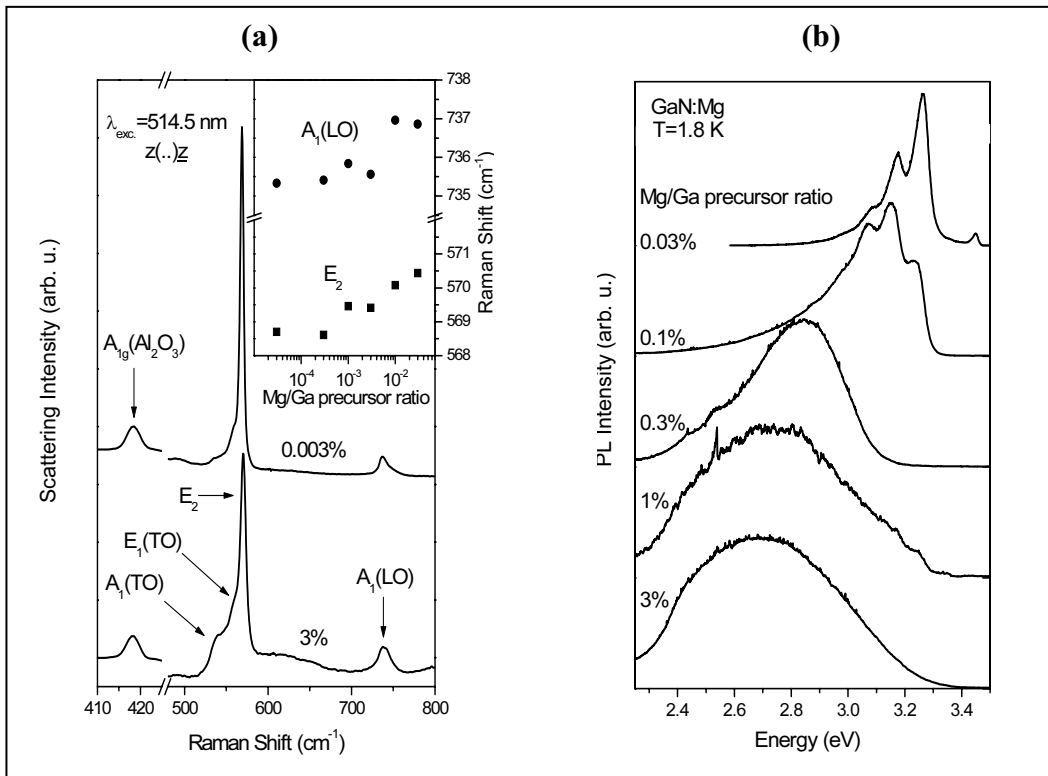 (a)
738
737
736
735
571
570
569
568
Raman Shift (cm⁻¹)
λexc. =514.5 nm
z(..)z
A₁(LO)
E₂
10⁻⁴ 10⁻³ 10⁻²
Mg/Ga precursor ratio
A₁g(Al₂O₃)
0.003%
E₂
E₁(TO)
A₁(TO)
A₁(LO)
3%
Scattering Intensity (arb. u.)
410 420 500 600 700 800
Raman Shift (cm⁻¹)
(b)
GaN:Mg
T=1.8 K
Mg/Ga precursor ratio
0.03%
0.1%
0.3%
1%
3%
PL Intensity (arb. u.)
2.4 2.6 2.8 3.0 3.2 3.4
Energy (eV)